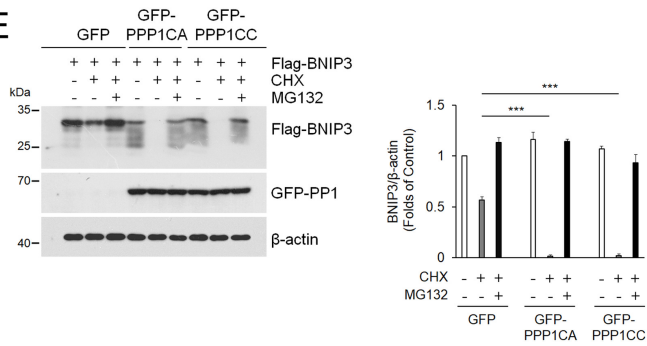 E
GFP-
GFP-
GFP
PPP1CA
PPP1CC
+ + + + + + + + + Flag-BNIP3
- + + - + + - + + CHX
- - + - - + - - + MG132
kDa
35
Flag-BNIP3
25
70
GFP-PP1
β-actin
40
***
***
1.5
1
0.5
0
BNIP3/β-actin
(Folds of Control)
CHX - + + - + + - + +
MG132 - - + - - + - - +
GFP
GFP-
PPP1CA
GFP-
PPP1CC